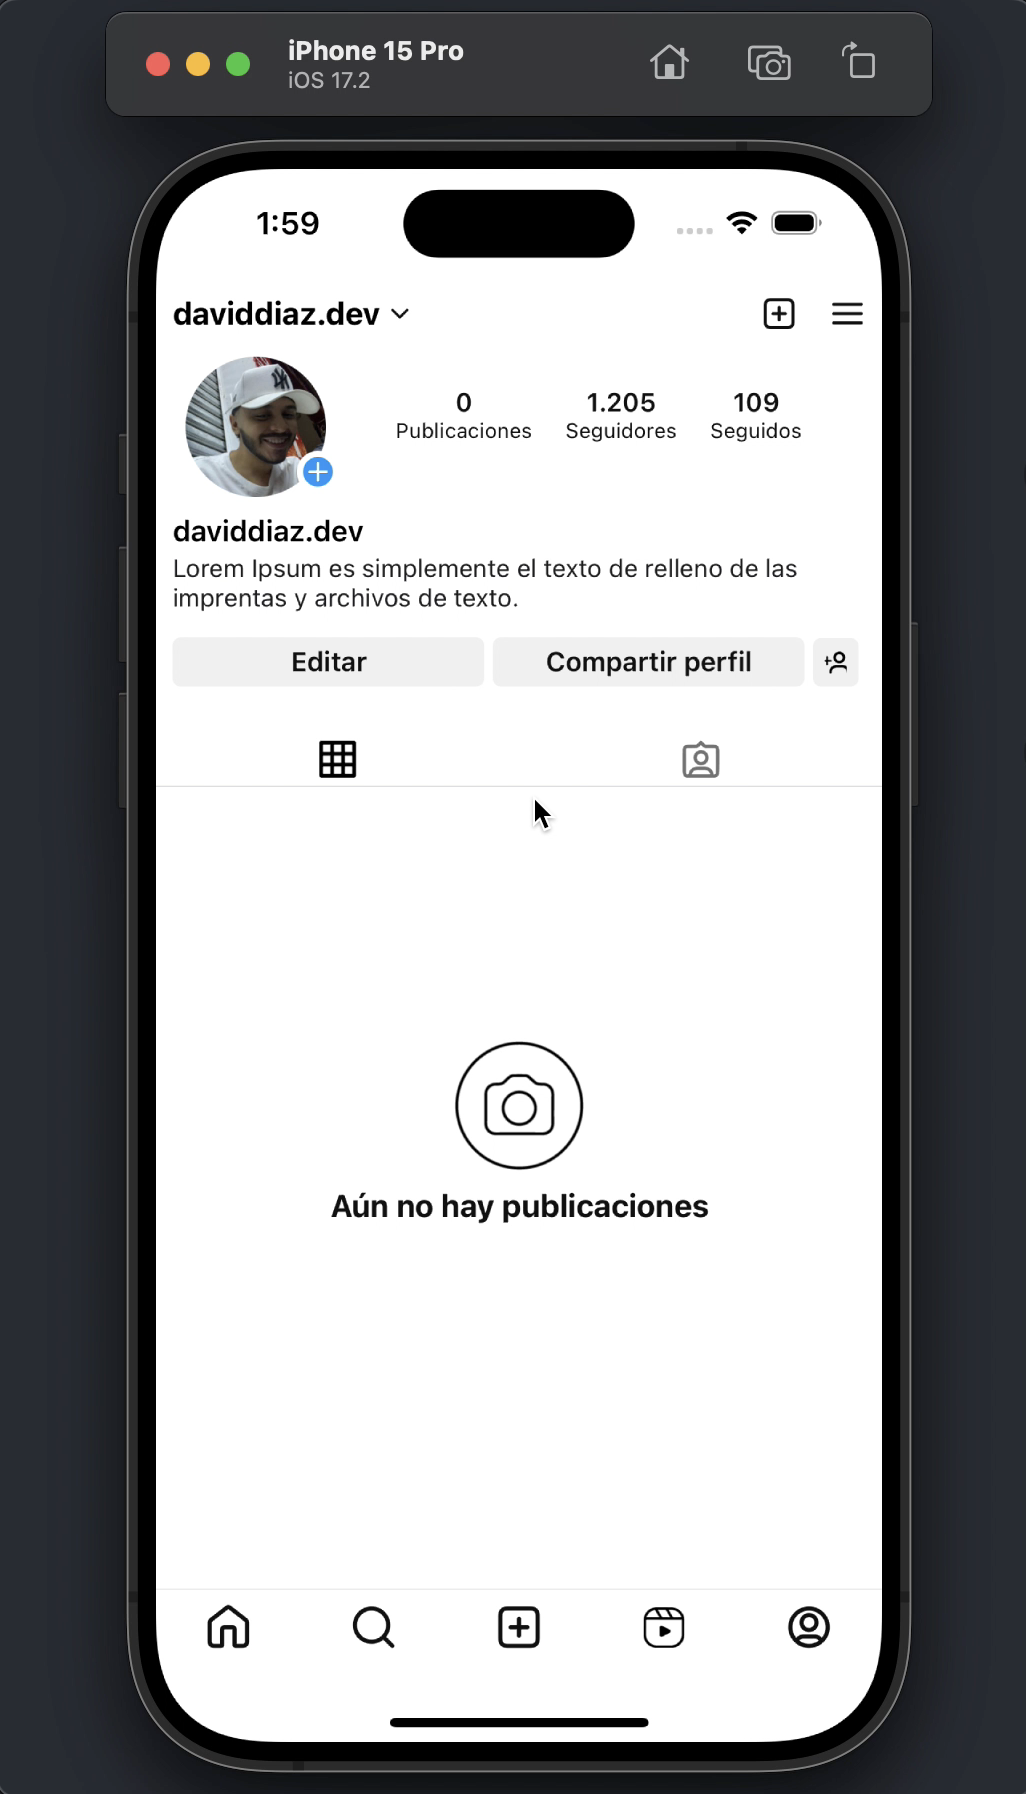 iPhone 15 Pro
iOS 17.2
1:59
daviddiaz.dev
0 1.205 109
Publicaciones Seguidores Seguidos
daviddiaz.dev
Lorem Ipsum es simplemente el texto de relleno de las
imprentas y archivos de texto.
Editar Compartir perfil
Aún no hay publicaciones